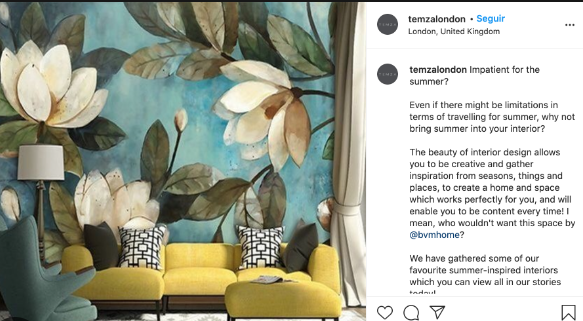 temzalondon • Seguir
London, United Kingdom
temzalondon Impatient for the
summer?
Even if there might be limitations in
terms of travelling for summer, why not
bring summer into your interior?
The beauty of interior design allows
you to be creative and gather
inspiration from seasons, things and
places, to create a home and space
which works perfectly for you, and will
enable you to be content every time! I
mean, who wouldn't want this space by
@bvmhome?
We have gathered some of our
favourite summer-inspired interiors
which you can view all in our stories
today!